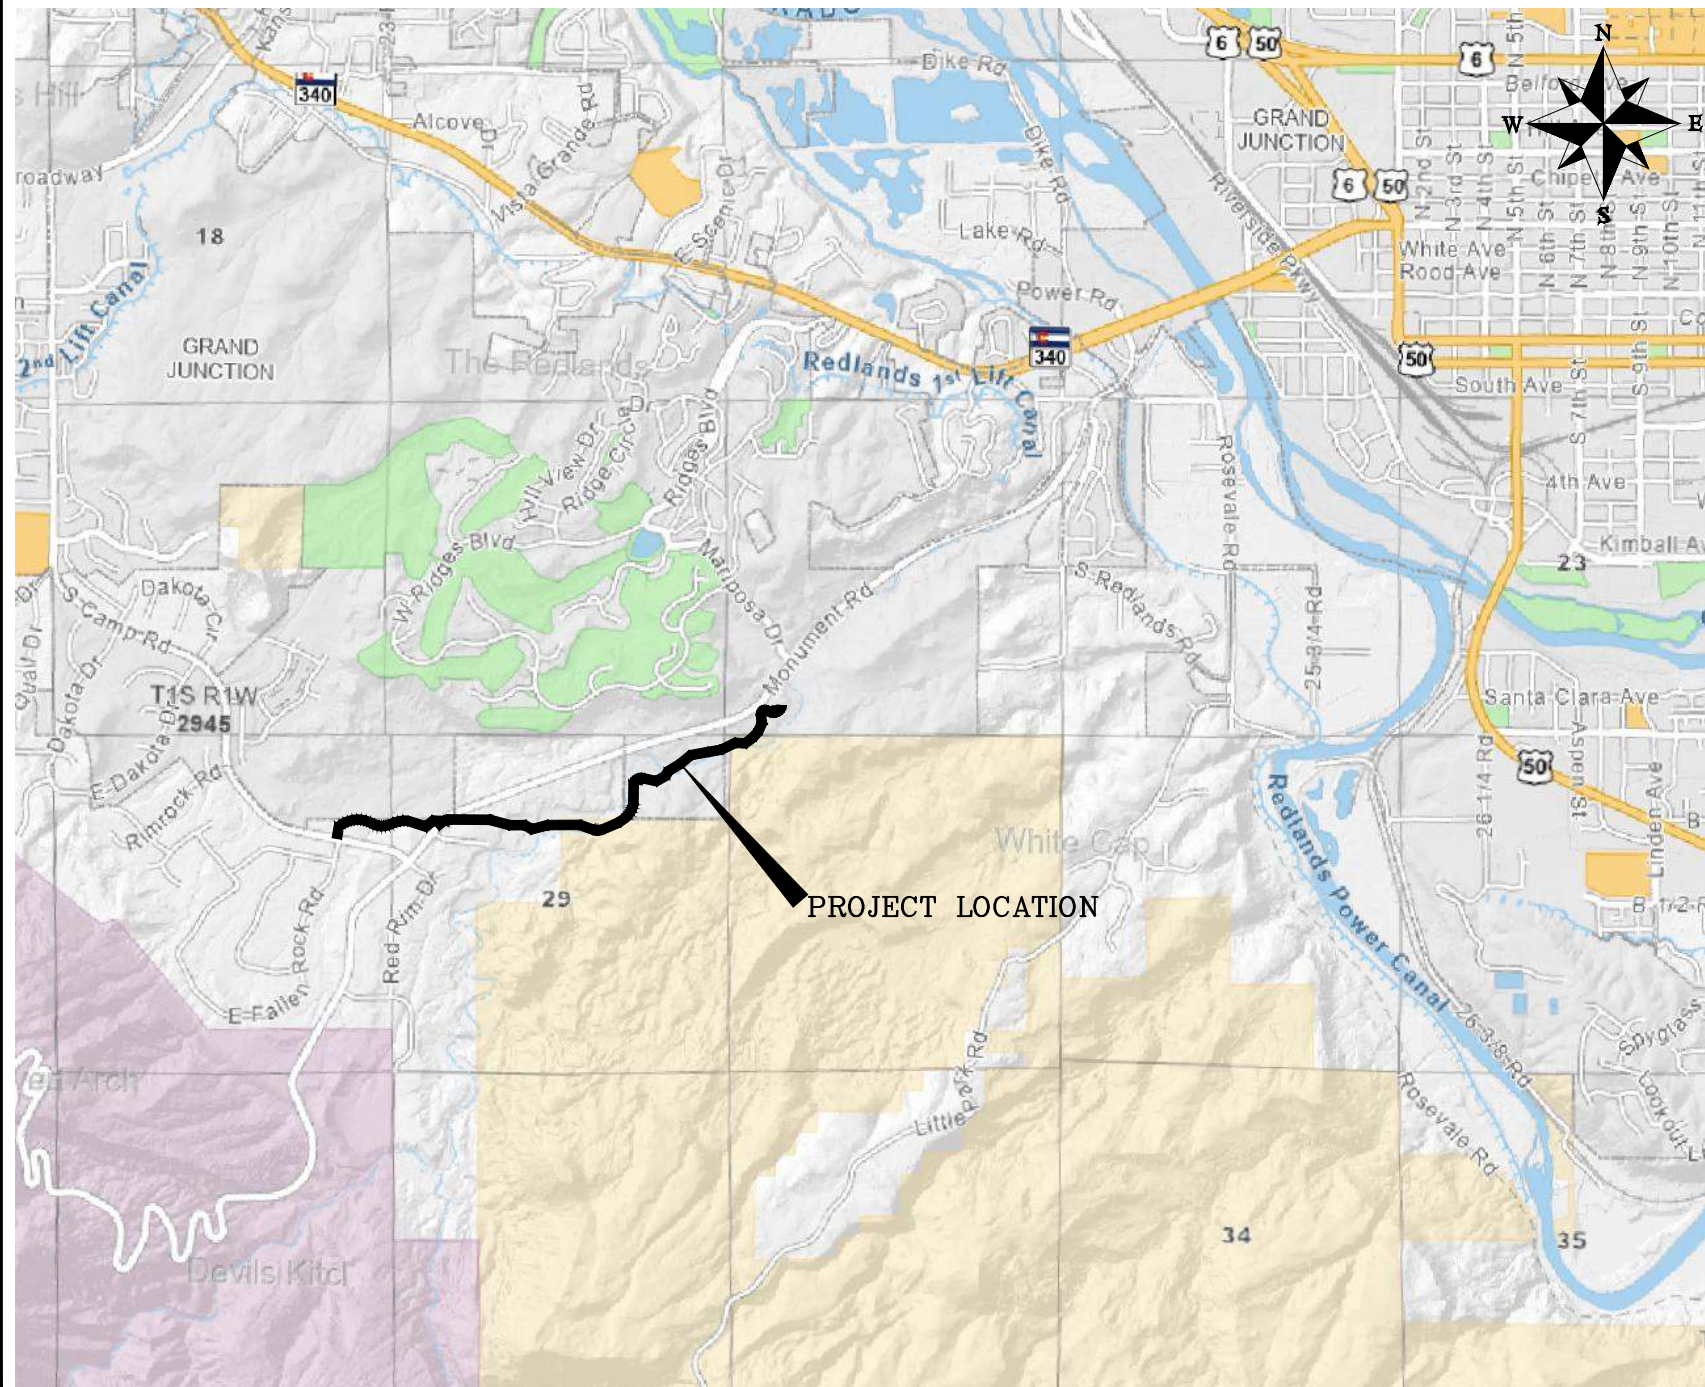 RADO
6
50
6
N
N 5th
Dike Rd
s Hill
340
GRAND
JUNCTION
Alcove
Dr
Vista Grande Rd
E Scenic Dr
Dike Rd
Riverside Pkwy
W
E
S
Chipeta Ave
roadway
6
50
N 2nd St
N 3rd St
N 4th St
N 5th St
N 6th St
N 7th St
N 8th St
N 9th S
N 10th St
18
Lake Rd
White Ave
Rood Ave
Power Rd
2nd Lift Canal
GRAND
JUNCTION
The Redlands
340
50
Redlands 1st Lift Canal
South Ave
S 7th St
S 9th St
Hill View Dr
Ridge Circle Dr
Ridges Blvd
Rosevale Rd
4th Ave
Kimball Av
23
W Ridges Blvd
Mariposa Dr
Monument Rd
S Redlands Rd
25 3/4 Rd
Dakota Cir
S Camp Rd
Dakota Dr
T1S R1W
2945
Santa Clara Ave
E Dakota Dr
Rimrock Rd
50
Aspen St
26 1/4 Rd
Linden Ave
B
White Cap
Redlands Power Canal
29
PROJECT LOCATION
B 1/2 R
Red Rim Dr
E Fallen Rock Rd
26 3/8 Rd
Spyglass
Lookout
Little Park Rd
Rosevale Rd
ed Arch
34
35
Devils Kitch